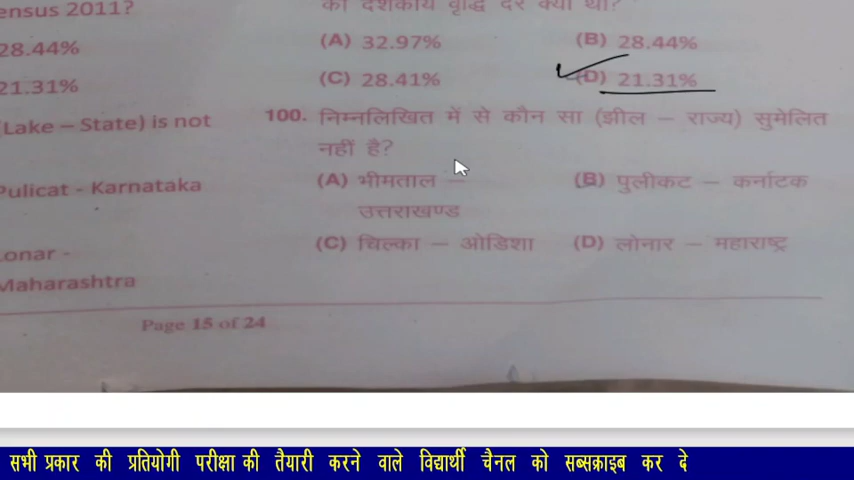 ensus 2011?
28.44%
21.31%
(Lake – State) is not
Pulicat - Karnataka
onar -
Maharashtra
की दशकीय वृद्धि दर क्या थी?
(A) 32.97% (B) 28.44%
(C) 28.41% (D) 21.31%
100. निम्नलिखित में से कौन सा (झील – राज्य) सुमेलित
नहीं है?
(A) भीमताल – (B) पुलीकट – कर्नाटक
उत्तराखण्ड
(C) चिल्का – ओडिशा (D) लोनार – महाराष्ट्र
Page 15 of 24
सभी प्रकार की प्रतियोगी परीक्षा की तैयारी करने वाले विद्यार्थी चैनल को सब्सक्राइब कर दे